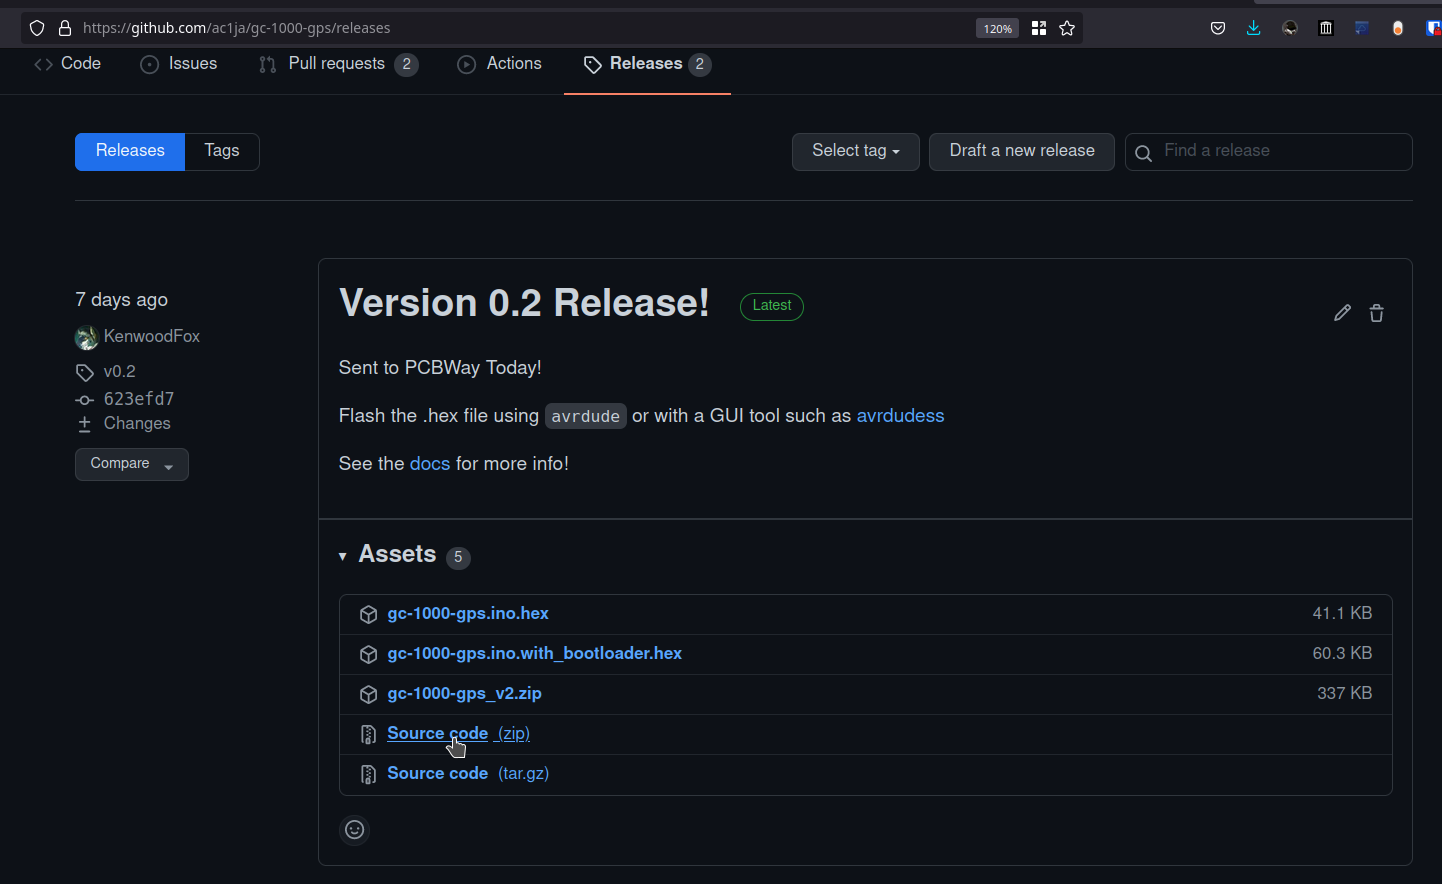 https://github.com/ac1ja/gc-1000-gps/releases
120%
Code
Issues
Pull requests 2
Actions
Releases 2
Releases
Tags
Select tag
Draft a new release
Find a release
7 days ago
KenwoodFox
v0.2
623efd7
Changes
Compare
Version 0.2 Release!
Latest
Sent to PCBWay Today!
Flash the .hex file using avrdude or with a GUI tool such as avrdudess
See the docs for more info!
Assets 5
gc-1000-gps.ino.hex 41.1 KB
gc-1000-gps.ino.with_bootloader.hex 60.3 KB
gc-1000-gps_v2.zip 337 KB
Source code (zip)
Source code (tar.gz)